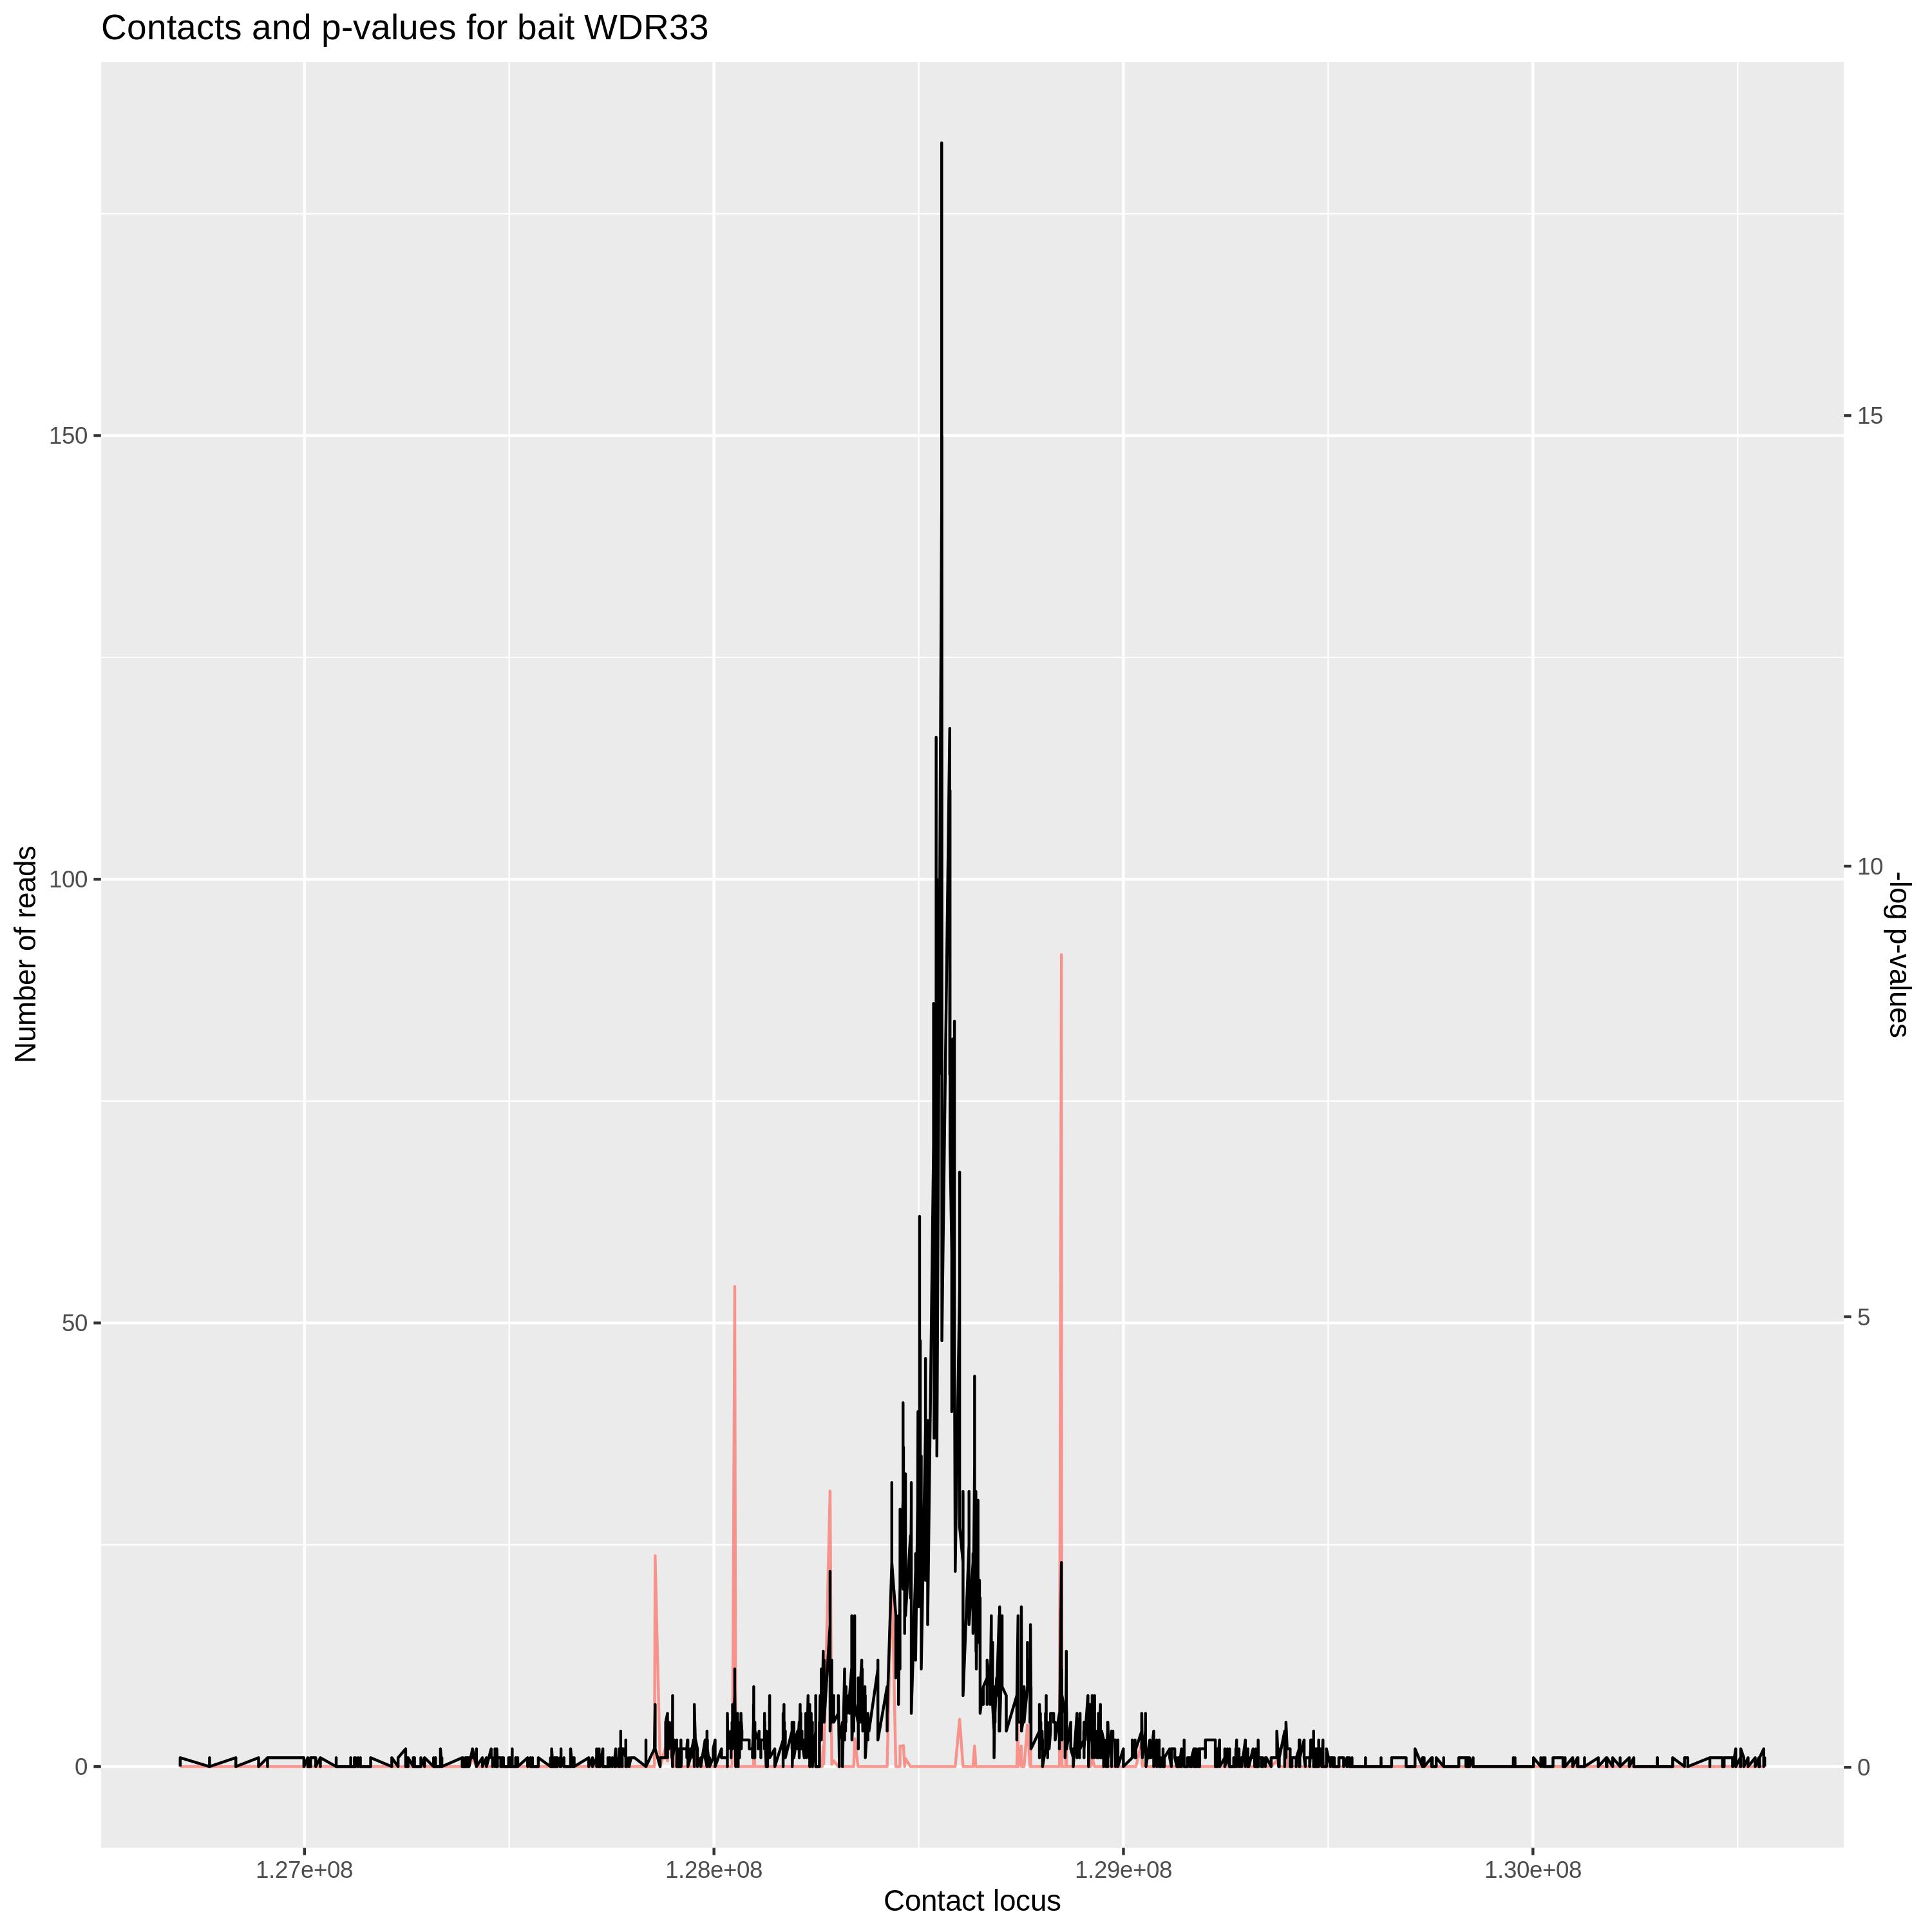 Contacts and p-values for bait WDR33
Number of reads
150
100
50
0
15
10
5
0
-log p-values
1.27e+08
1.28e+08
1.29e+08
1.30e+08
Contact locus